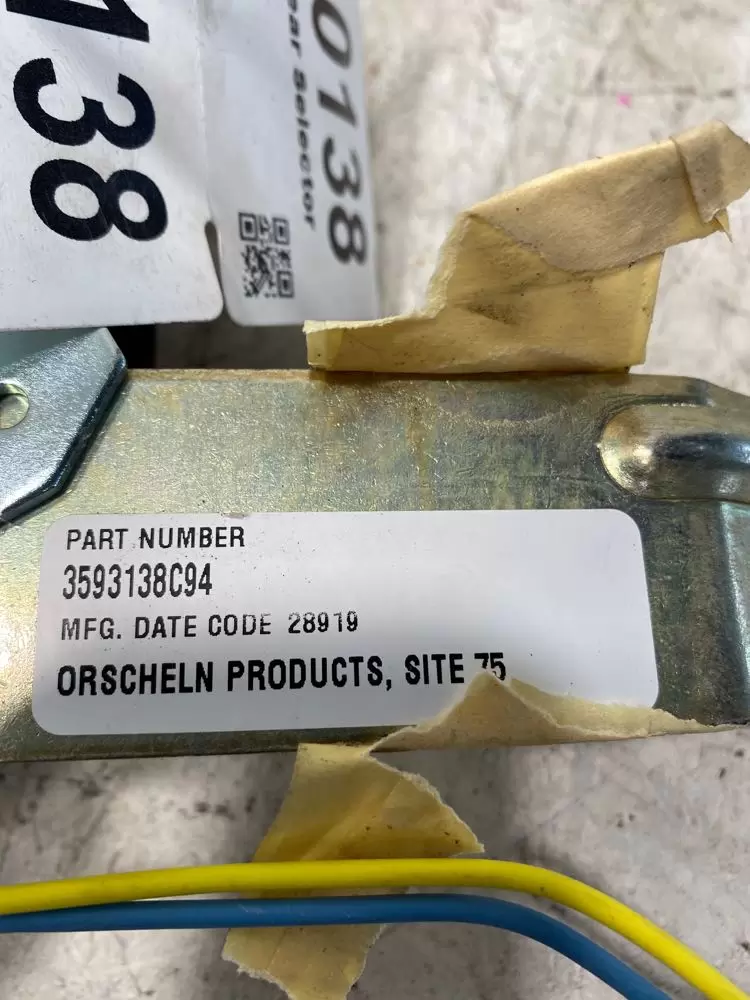 138
0138
ear Selector
PART NUMBER
3593138C94
MFG. DATE CODE 28919
ORSCHELN PRODUCTS, SITE 75